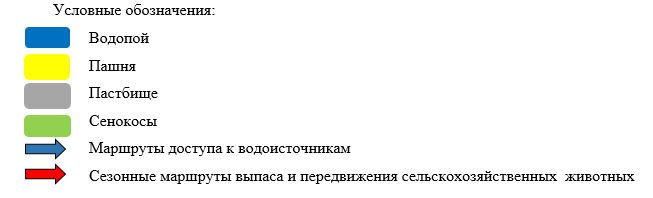 Условные обозначения:
Водопой
Пашня
Пастбище
Сенокосы
Маршруты доступа к водоисточникам
Сезонные маршруты выпаса и передвижения сельскохозяйственных животных